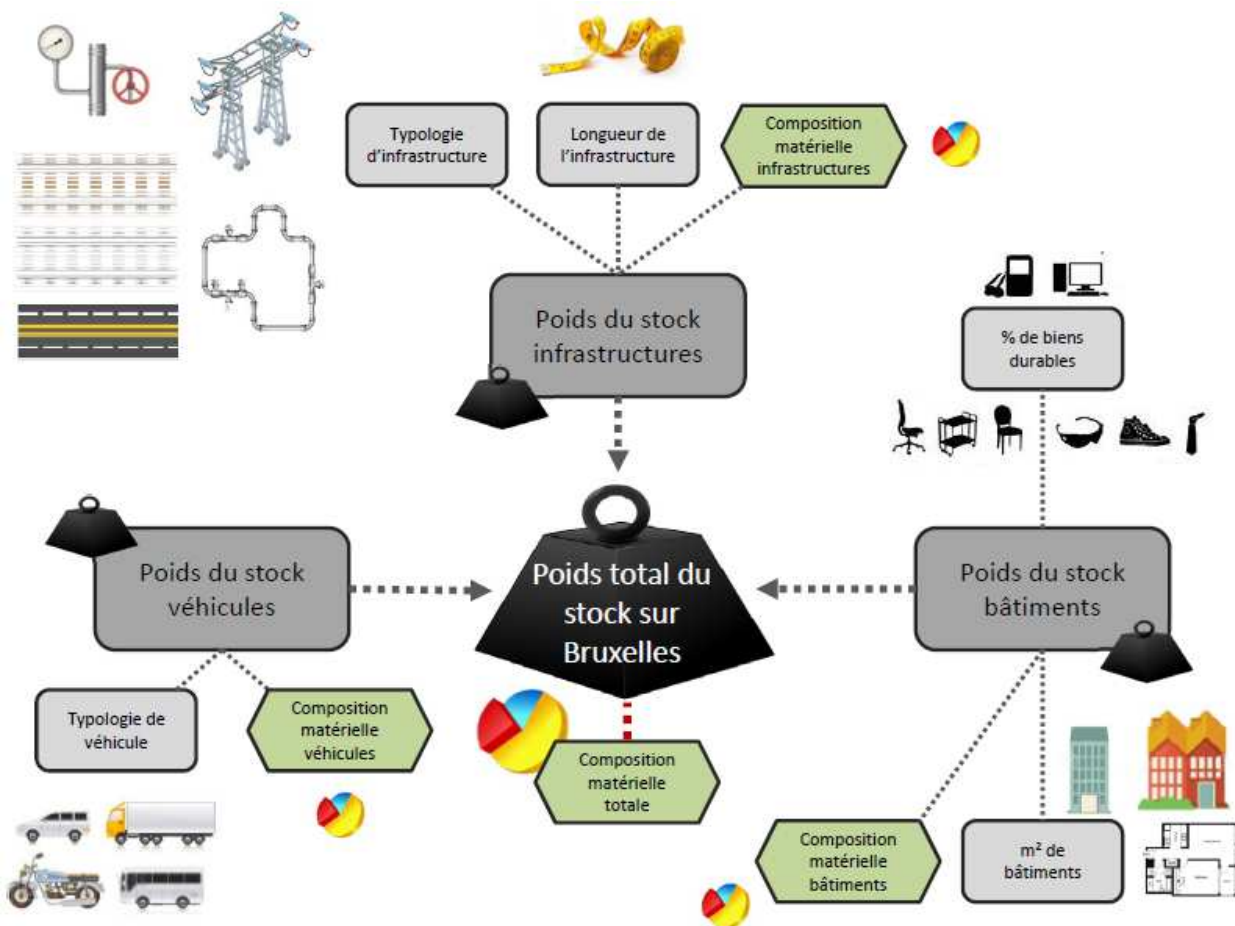 Typologie
d'infrastructure
Longueur de
l'infrastructure
Composition
matérielle
infrastructures
Poids du stock
infrastructures
% de biens
durables
Poids du stock
véhicules
Poids total du
stock sur
Bruxelles
Poids du stock
bâtiments
Typologie de
véhicule
Composition
matérielle
véhicules
Composition
matérielle
totale
Composition
matérielle
bâtiments
m² de
bâtiments